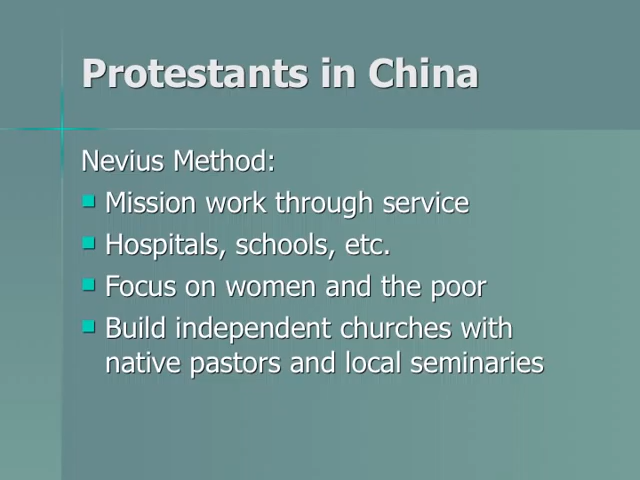 Protestants in China
Nevius Method:
Mission work through service
Hospitals, schools, etc.
Focus on women and the poor
Build independent churches with
native pastors and local seminaries